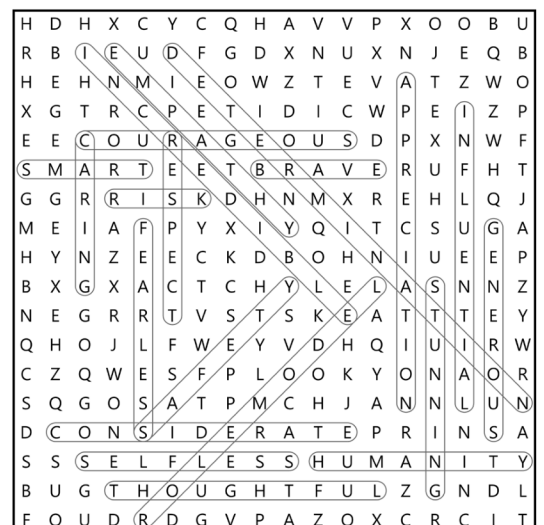 H D H X C Y C Q H A V V P X O O B U
R B I E U D F G D X N U X N J E Q B
H E H N M I E O W Z T E V A T Z W O
X G T R C P E T I D I C W P E I Z P
E E C O U R A G E O U S D P X N W F
S M A R T E E T B R A V E R U F H T
G G R R I S K D H N M X R E H L Q J
M E I A F P Y X I Y Q I T C S U G A
H Y N Z E E C K D B O H N I U E E P
B X G X A C T C H Y L E L A S N N Z
N E G R R T V S T S K E A T T T E Y
Q H O J L F W E Y V D H Q I U I R W
C Z Q W E S F P L O O K Y O N A O R
S Q G O S A T P M C H J A N N L U N
D C O N S I D E R A T E P R I N S A
S S S E L F L E S S H U M A N I T Y
B U G T H O U G H T F U L Z G N D L
F O U D R D G V P A Z O X C R C I T